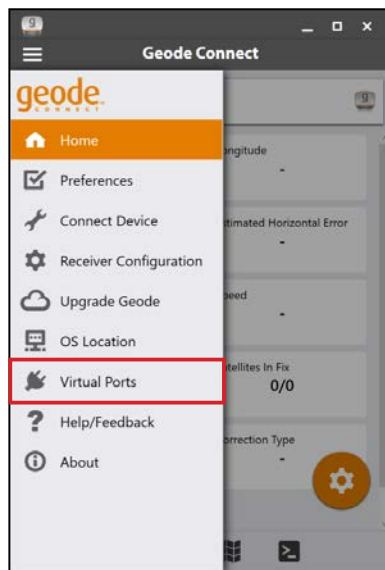 g
Geode Connect
geode
CONNECT
g
Home
Preferences
Connect Device
Receiver Configuration
Upgrade Geode
OS Location
Virtual Ports
Help/Feedback
About
ongitude
-
timated Horizontal Error
-
peed
-
tellites In Fix
0/0
orrection Type
-